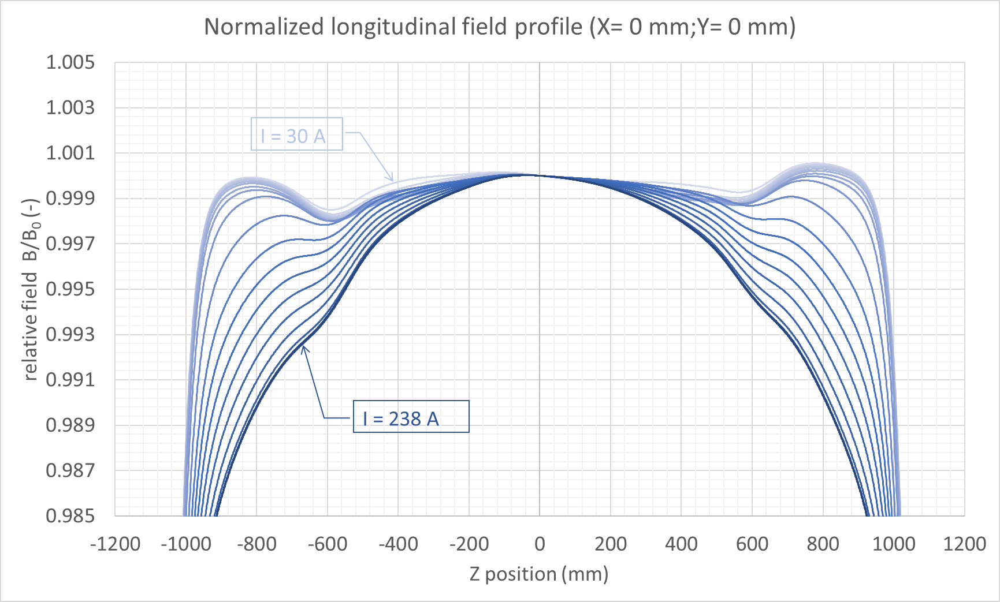 Normalized longitudinal field profile (X= 0 mm;Y= 0 mm)
1.005
1.003
1.001
0.999
0.997
0.995
0.993
0.991
0.989
0.987
0.985
relative field B/B₀ (-)
I = 30 A
I = 238 A
-1200 -1000 -800 -600 -400 -200 0 200 400 600 800 1000 1200
Z position (mm)